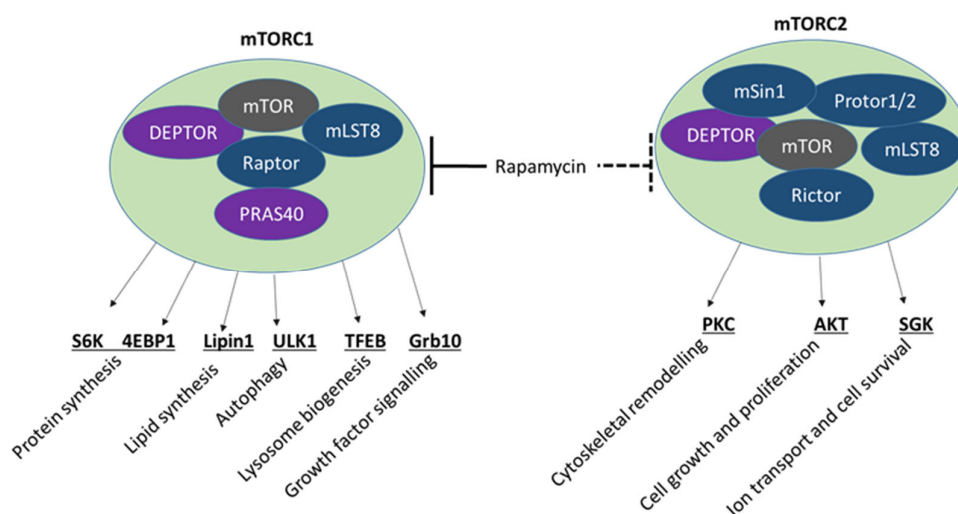 mTORC1
mTOR
DEPTOR
mLST8
Raptor
PRAS40
Rapamycin
mTORC2
mSin1
Protor1/2
DEPTOR
mTOR
mLST8
Rictor
S6K 4EBP1 Lipin1 ULK1 TFEB Grb10
Protein synthesis
Lipid synthesis
Autophagy
Lysosome biogenesis
Growth factor signalling
PKC AKT SGK
Cytoskeletal remodelling
Cell growth and proliferation
Ion transport and cell survival